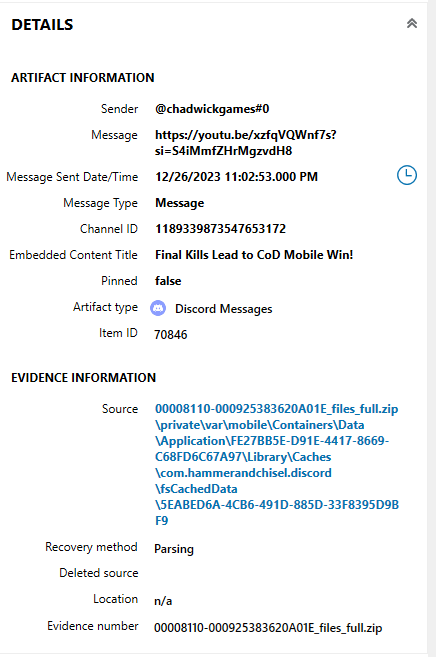 DETAILS
ARTIFACT INFORMATION
Sender @chadwickgames#0
Message https://youtu.be/xzfqVQWnf7s?
si=S4iMmfZHrMgzvdH8
Message Sent Date/Time 12/26/2023 11:02:53.000 PM
Message Type Message
Channel ID 1189339873547653172
Embedded Content Title Final Kills Lead to CoD Mobile Win!
Pinned false
Artifact type Discord Messages
Item ID 70846
EVIDENCE INFORMATION
Source 00008110-000925383620A01E_files_full.zip
\private\var\mobile\Containers\Data
\Application\FE27BB5E-D91E-4417-8669-
C68FD6C67A97\Library\Caches
\com.hammerandchisel.discord
\fsCachedData
\5EABED6A-4CB6-491D-885D-33F8395D9B
F9
Recovery method Parsing
Deleted source
Location n/a
Evidence number 00008110-000925383620A01E_files_full.zip